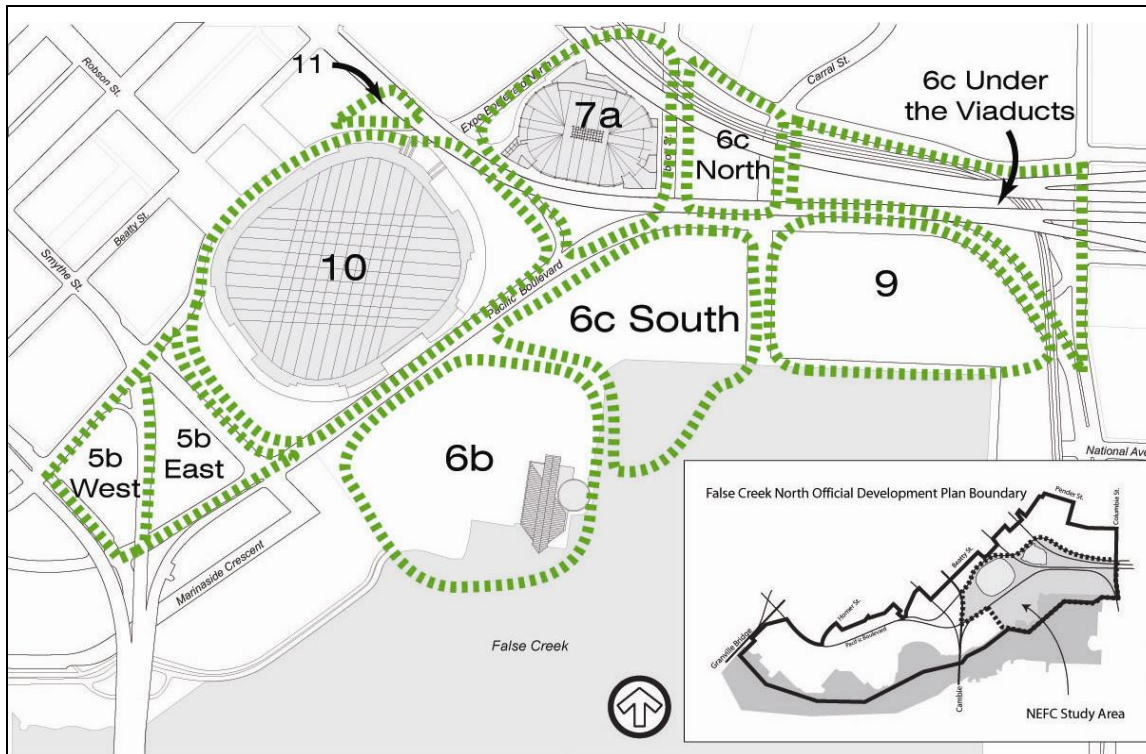 Robson St.
11
Expo Boulevard North
7a
Carral St.
6c Under
the Viaducts
6c
North
Beatty St.
Smythe St.
10
Pacific Boulevard
6c South
9
5b
West
5b
East
6b
Marinaside Crescent
False Creek
National Ave
False Creek North Official Development Plan Boundary
Pender St.
Columbia St.
Beatty St.
Homer St.
Pacific Boulevard
Granville Bridge
Cambie
NEFC Study Area